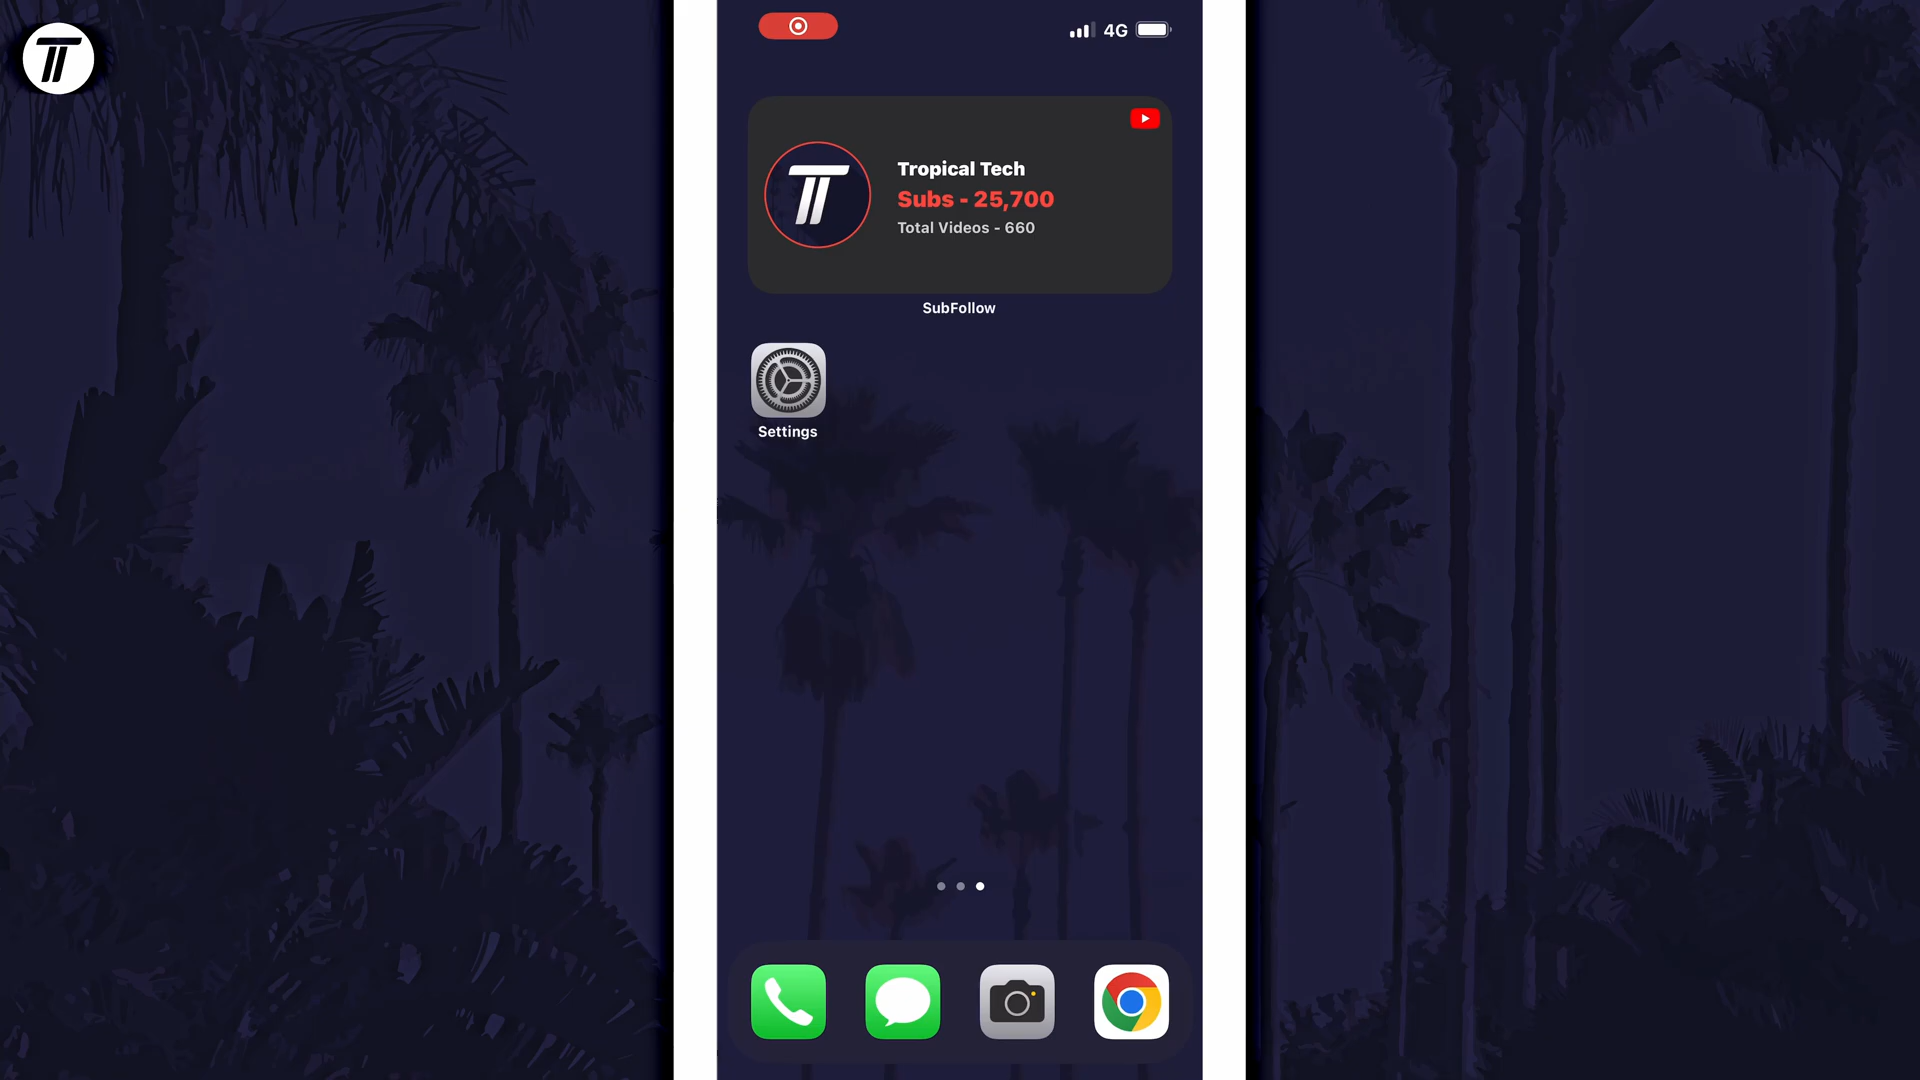 4G
Tropical Tech
Subs - 25,700
Total Videos - 660
SubFollow
Settings